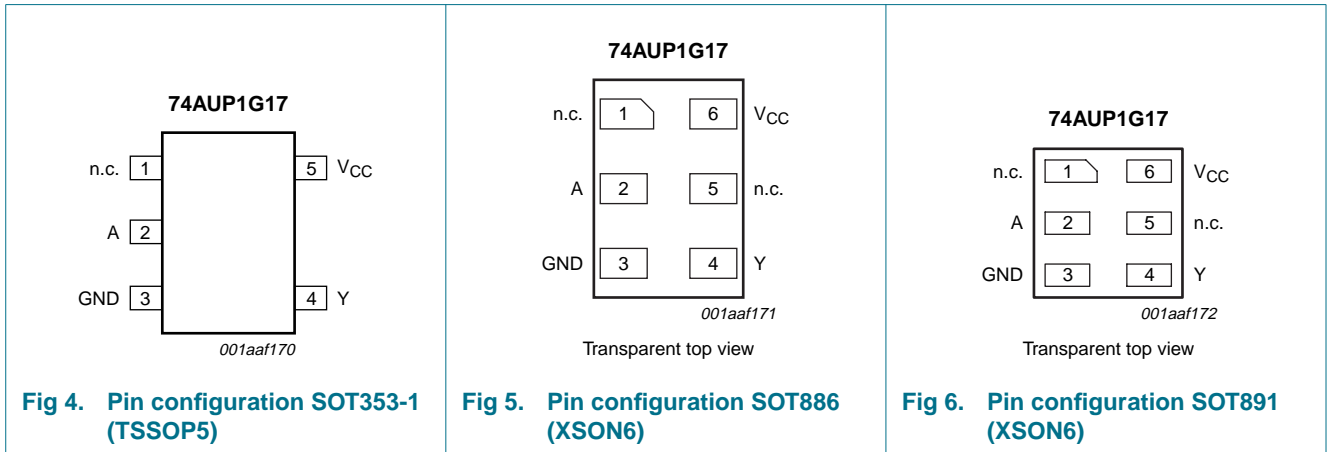 74AUP1G17
n.c. 1
5 VCC
A 2
GND 3
4 Y
001aaf170
Fig 4. Pin configuration SOT353-1
(TSSOP5)
74AUP1G17
n.c. 1 6 VCC
A 2 5 n.c.
GND 3 4 Y
001aaf171
Transparent top view
Fig 5. Pin configuration SOT886
(XSON6)
74AUP1G17
n.c. 1 6 VCC
A 2 5 n.c.
GND 3 4 Y
001aaf172
Transparent top view
Fig 6. Pin configuration SOT891
(XSON6)